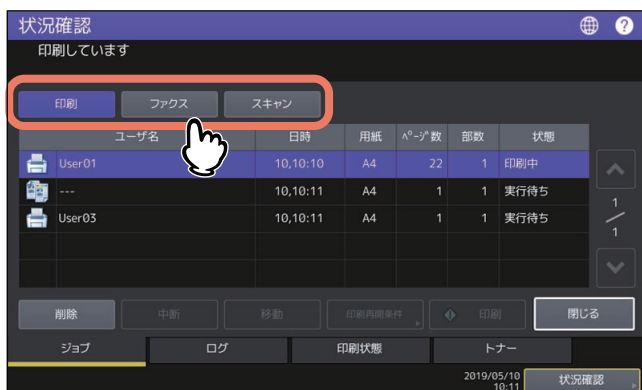 状況確認
印刷しています
印刷 ファクス スキャン
ユーザ名 日時 用紙 ページ数 部数 状態
User01 10,10:10 A4 22 1 印刷中
--- 10,10:11 A4 1 1 実行待ち
User03 10,10:11 A4 1 1 実行待ち
1
1
削除 中断 移動 印刷再開条件 印刷 閉じる
ジョブ ログ 印刷状態 トナー
2019/05/10
10:11
状況確認